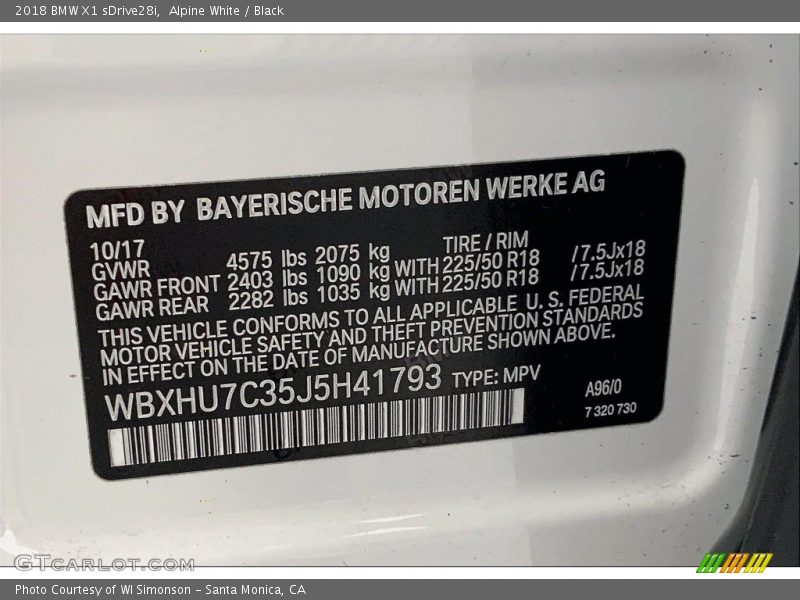 2018 BMW X1 sDrive28i, Alpine White / Black
MFD BY BAYERISCHE MOTOREN WERKE AG
10/17 TIRE / RIM
GVWR 4575 lbs 2075 kg
GAWR FRONT 2403 lbs 1090 kg WITH 225/50 R18 /7.5Jx18
GAWR REAR 2282 lbs 1035 kg WITH 225/50 R18 /7.5Jx18
THIS VEHICLE CONFORMS TO ALL APPLICABLE U. S. FEDERAL
MOTOR VEHICLE SAFETY AND THEFT PREVENTION STANDARDS
IN EFFECT ON THE DATE OF MANUFACTURE SHOWN ABOVE.
WBXHU7C35J5H41793 TYPE: MPV
A96/0
7 320 730
GTCARLOT.COM
Photo Courtesy of WI Simonson - Santa Monica, CA